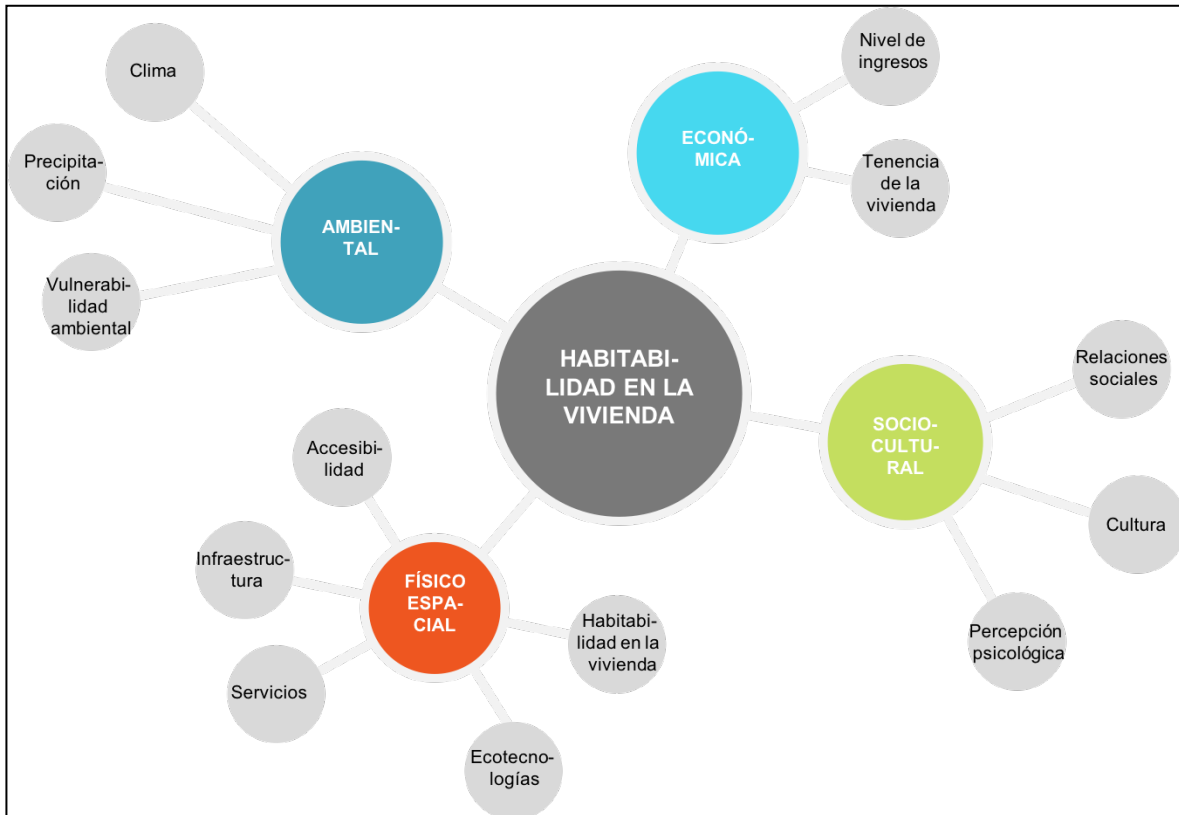 Clima
Precipita-
ción
Vulnerabi-
lidad
ambiental
AMBIEN-
TAL
ECONÓ-
MICA
Nivel de
ingresos
Tenencia
de la
vivienda
HABITABI-
LIDAD EN LA
VIVIENDA
SOCIO-
CULTU-
RAL
Relaciones
sociales
Cultura
Percepción
psicológica
FÍSICO
ESPA-
CIAL
Accesibi-
lidad
Infraestruc-
tura
Servicios
Ecotecno-
logías
Habitabi-
lidad en la
vivienda